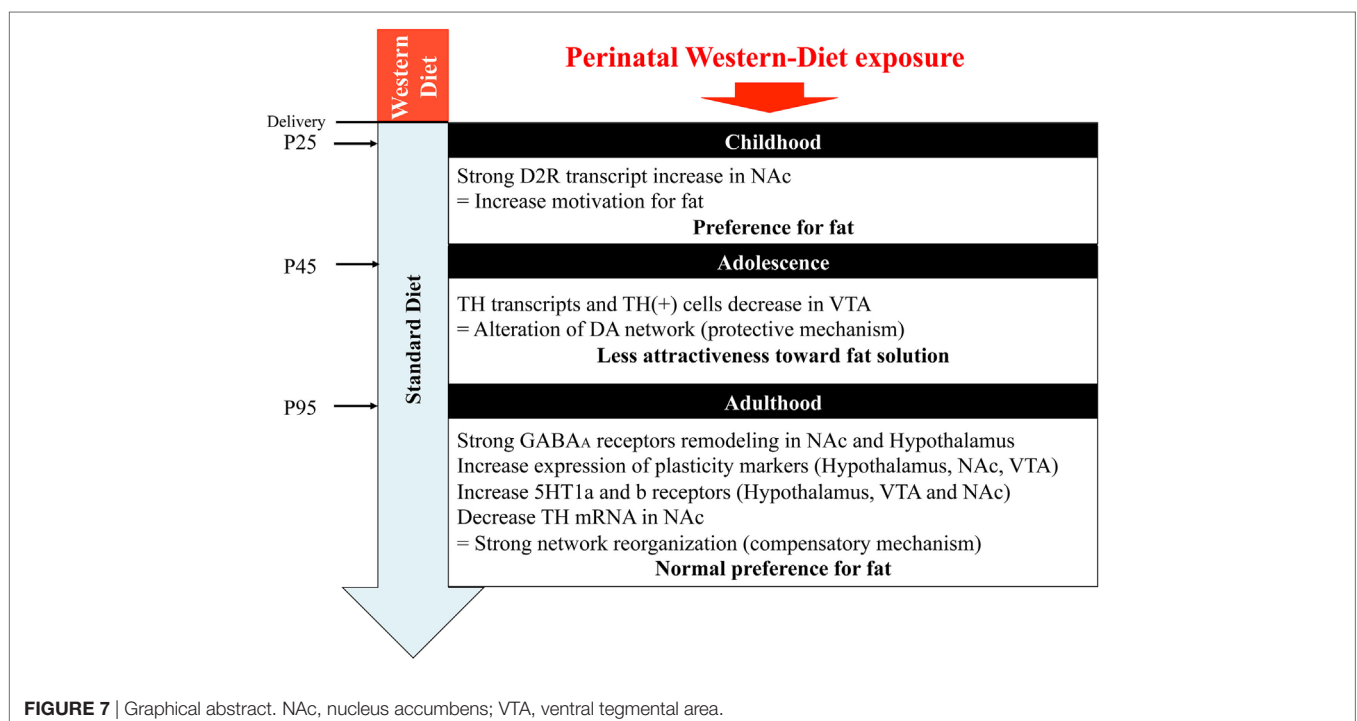 Western
Diet
Perinatal Western-Diet exposure
Delivery
P25
Childhood
Strong D2R transcript increase in NAc
= Increase motivation for fat
Preference for fat
P45
Adolescence
TH transcripts and TH(+) cells decrease in VTA
= Alteration of DA network (protective mechanism)
Less attractiveness toward fat solution
Standard Diet
P95
Adulthood
Strong GABAA receptors remodeling in NAc and Hypothalamus
Increase expression of plasticity markers (Hypothalamus, NAc, VTA)
Increase 5HT1a and b receptors (Hypothalamus, VTA and NAc)
Decrease TH mRNA in NAc
= Strong network reorganization (compensatory mechanism)
Normal preference for fat
FIGURE 7 | Graphical abstract. NAc, nucleus accumbens; VTA, ventral tegmental area.